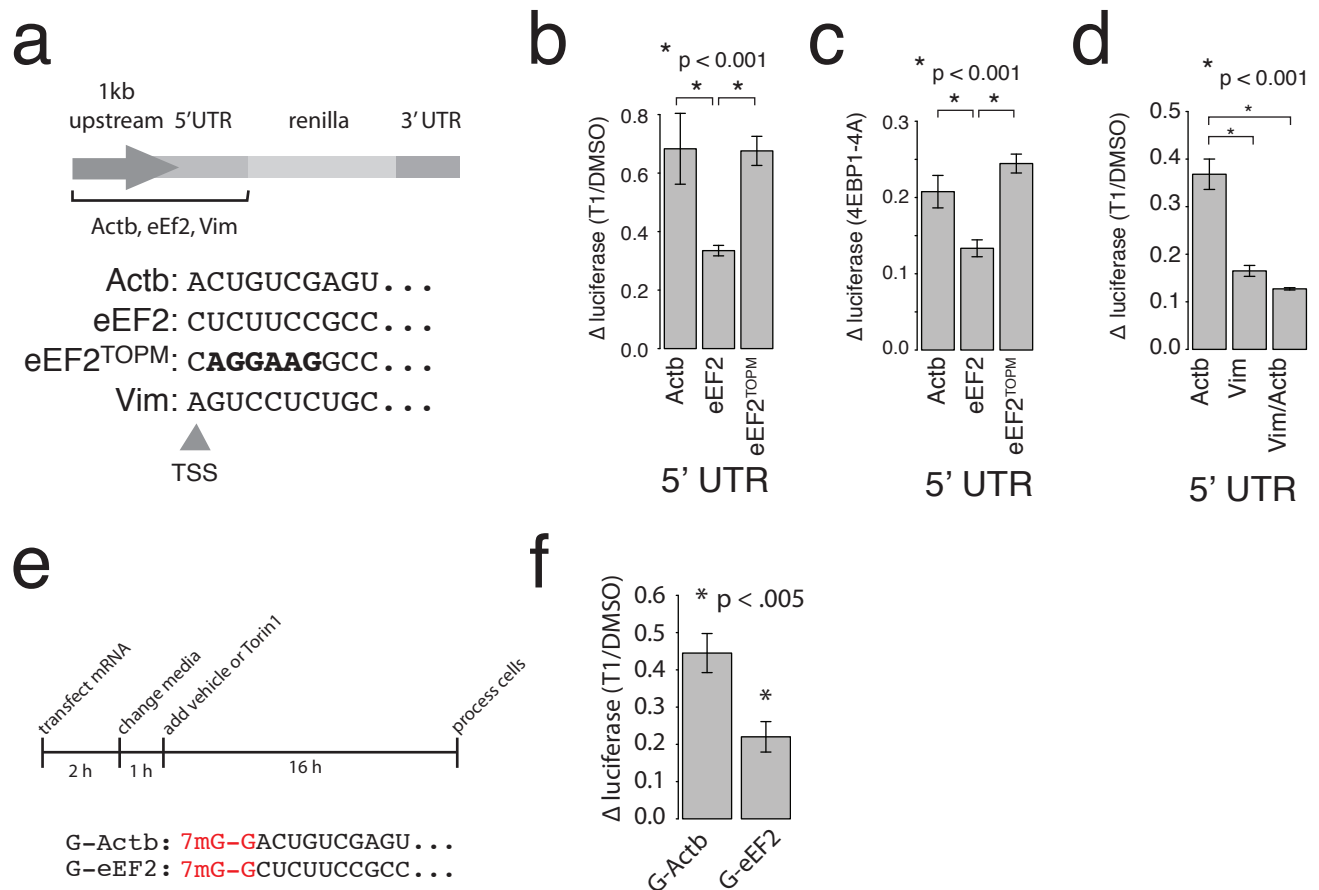 a
1kb
upstream 5'UTR renilla 3' UTR
Actb, eEf2, Vim
Actb: ACUGUCGAGU...
eEF2: CUCUUCCGCC...
eEF2TOPM: CAGGAAGGCC...
Vim: AGUCCUCUGC...
TSS
b
* p < 0.001
* *
Δ luciferase (T1/DMSO)
0.8
0.6
0.4
0.2
0.0
Actb
eEF2
eEF2TOPM
5' UTR
c
* p < 0.001
* *
Δ luciferase (4EBP1-4A)
0.3
0.2
0.1
0.0
Actb
eEF2
eEF2TOPM
5' UTR
d
* p < 0.001
*
*
Δ luciferase (T1/DMSO)
0.5
0.4
0.3
0.2
0.1
0.0
Actb
Vim
Vim/Actb
5' UTR
e
transfect mRNA
change media
add vehicle or Torin1
process cells
2 h 1 h 16 h
G-Actb: 7mG-GACUGUCGAGU...
G-eEF2: 7mG-GCUCUUCCGCC...
f
* p < .005
*
Δ luciferase (T1/DMSO)
0.6
0.5
0.4
0.3
0.2
0.1
0.0
G-Actb
G-eEF2